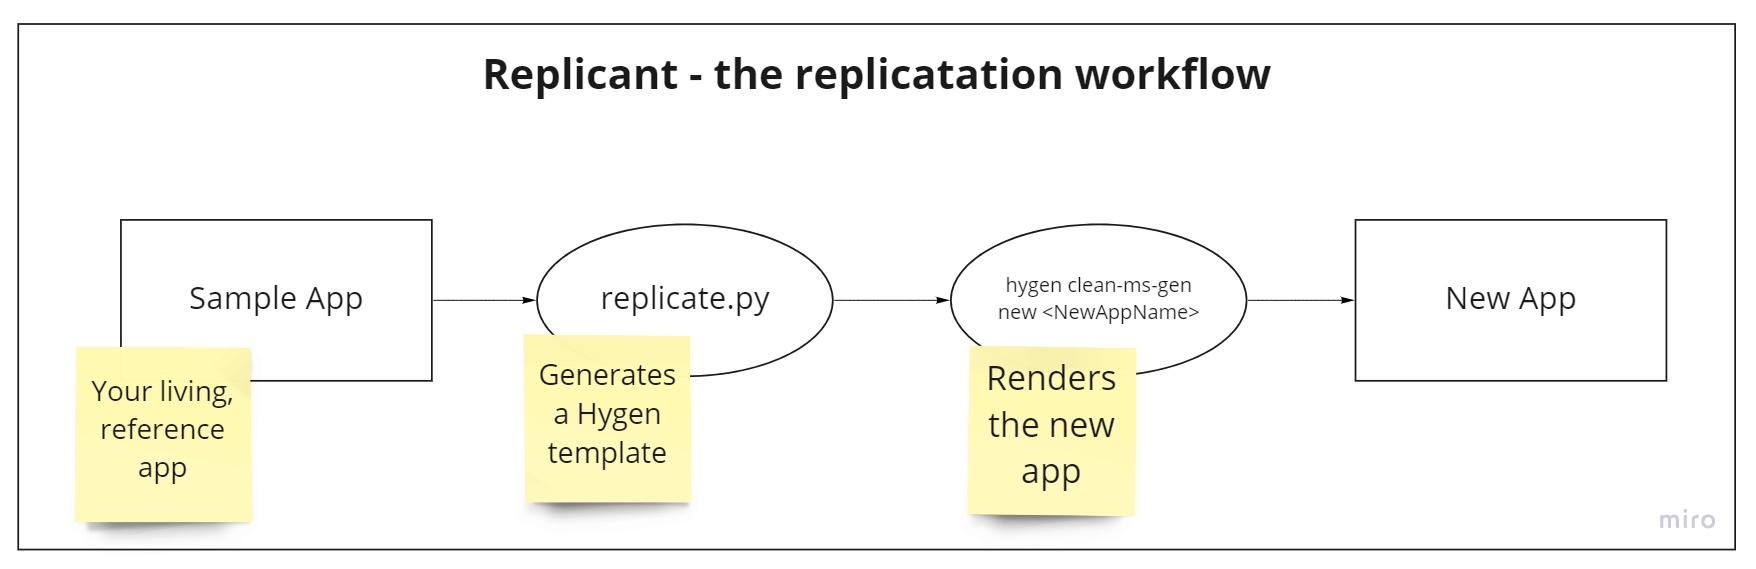 Replicant - the replicatation workflow
Sample App
replicate.py
hygen clean-ms-gen
new <NewAppName>
New App
Your living,
reference
app
Generates
a Hygen
template
Renders
the new
app
miro